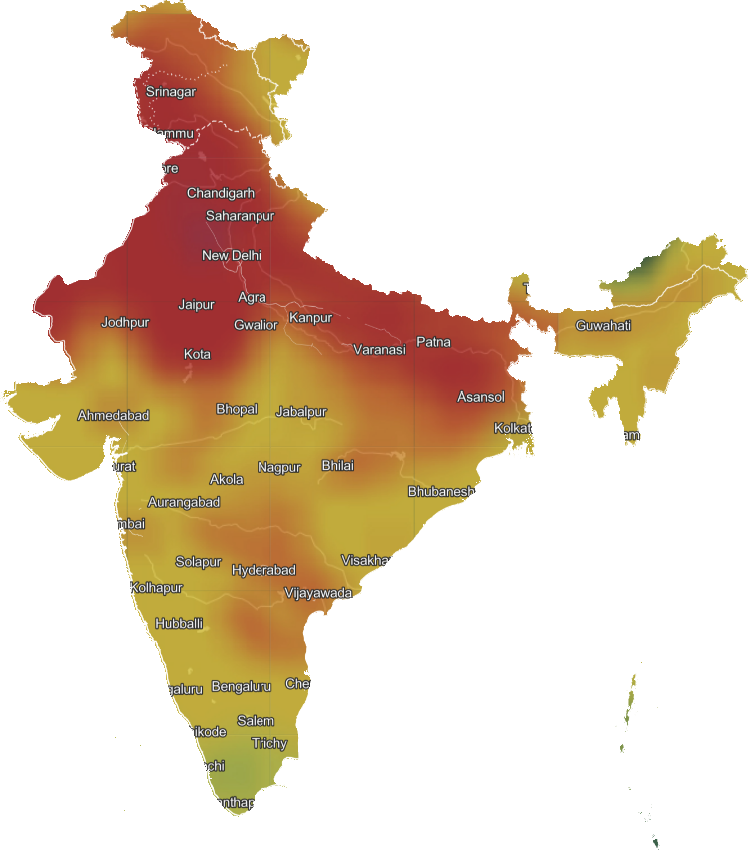 Srinagar
ammu
ore
Chandigarh
Saharanpur
New Delhi
Jaipur
Agra
Jodhpur
Gwalior
Kanpur
Guwahati
Kota
Varanasi
Patna
Asansol
Ahmedabad
Bhopal
Jabalpur
Kolkat
am
urat
Akola
Nagpur
Bhilai
Aurangabad
Bhubanesh
mbai
Solapur
Hyderabad
Visakha
Kolhapur
Vijayawada
Hubballi
galuru
Bengaluru
Che
ikode
Salem
Trichy
chi
nthap